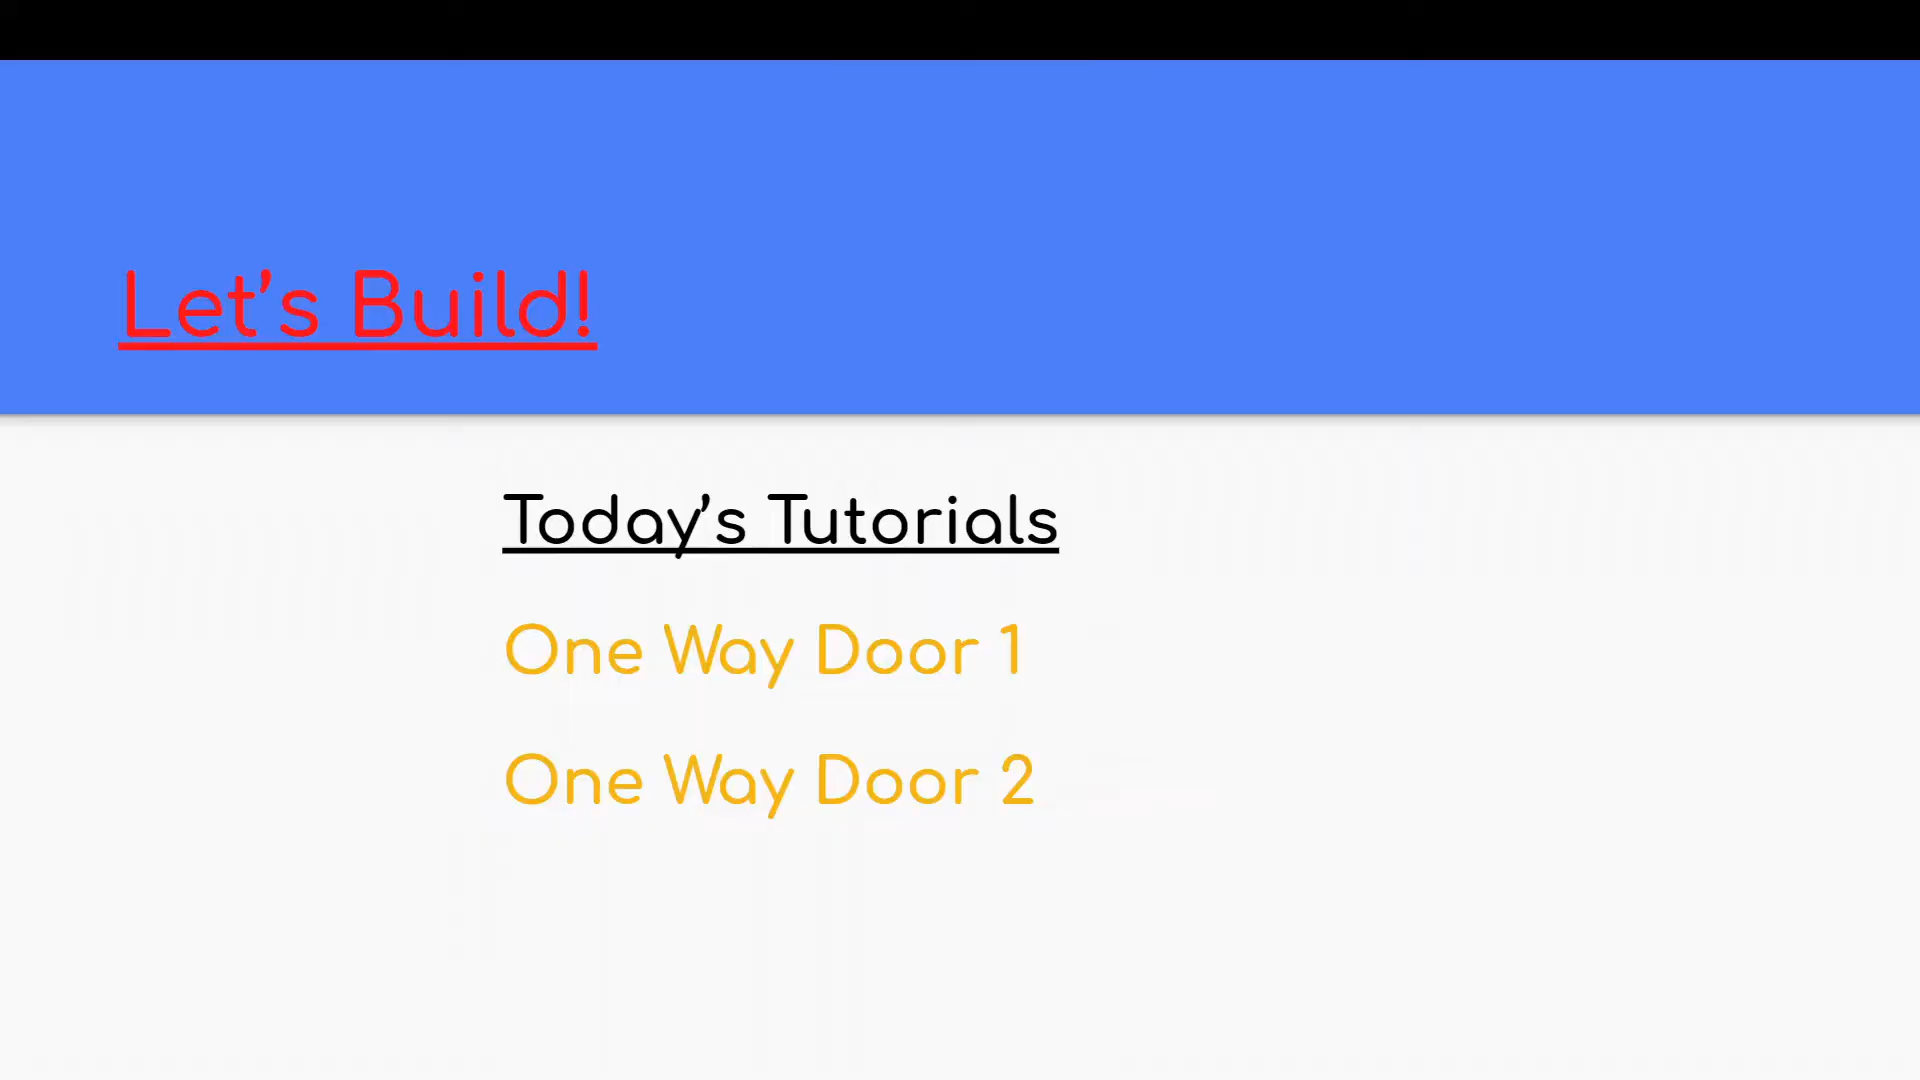 Let’s Build!
Today’s Tutorials
One Way Door 1
One Way Door 2